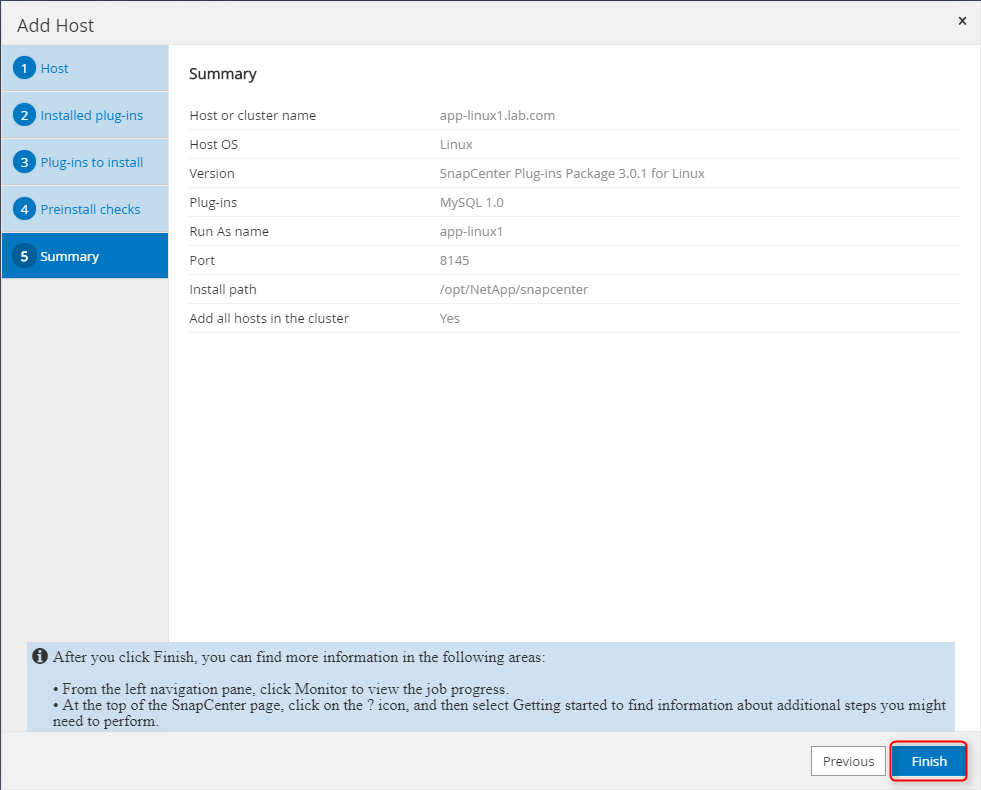 Add Host
×
1 Host
2 Installed plug-ins
3 Plug-ins to install
4 Preinstall checks
5 Summary
Summary
Host or cluster name app-linux1.lab.com
Host OS Linux
Version SnapCenter Plug-ins Package 3.0.1 for Linux
Plug-ins MySQL 1.0
Run As name app-linux1
Port 8145
Install path /opt/NetApp/snapcenter
Add all hosts in the cluster Yes
After you click Finish, you can find more information in the following areas:
• From the left navigation pane, click Monitor to view the job progress.
• At the top of the SnapCenter page, click on the ? icon, and then select Getting started to find information about additional steps you might
need to perform.
Previous Finish